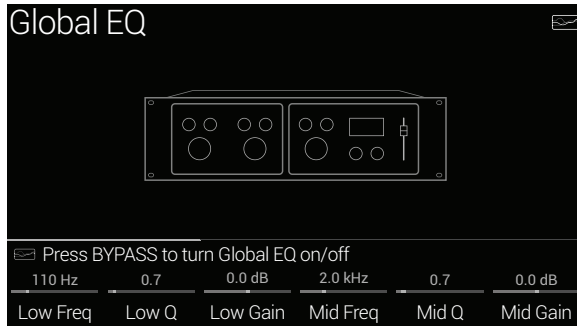 Global EQ
Press BYPASS to turn Global EQ on/off
110 Hz 0.7 0.0 dB 2.0 kHz 0.7 0.0 dB
Low Freq Low Q Low Gain Mid Freq Mid Q Mid Gain